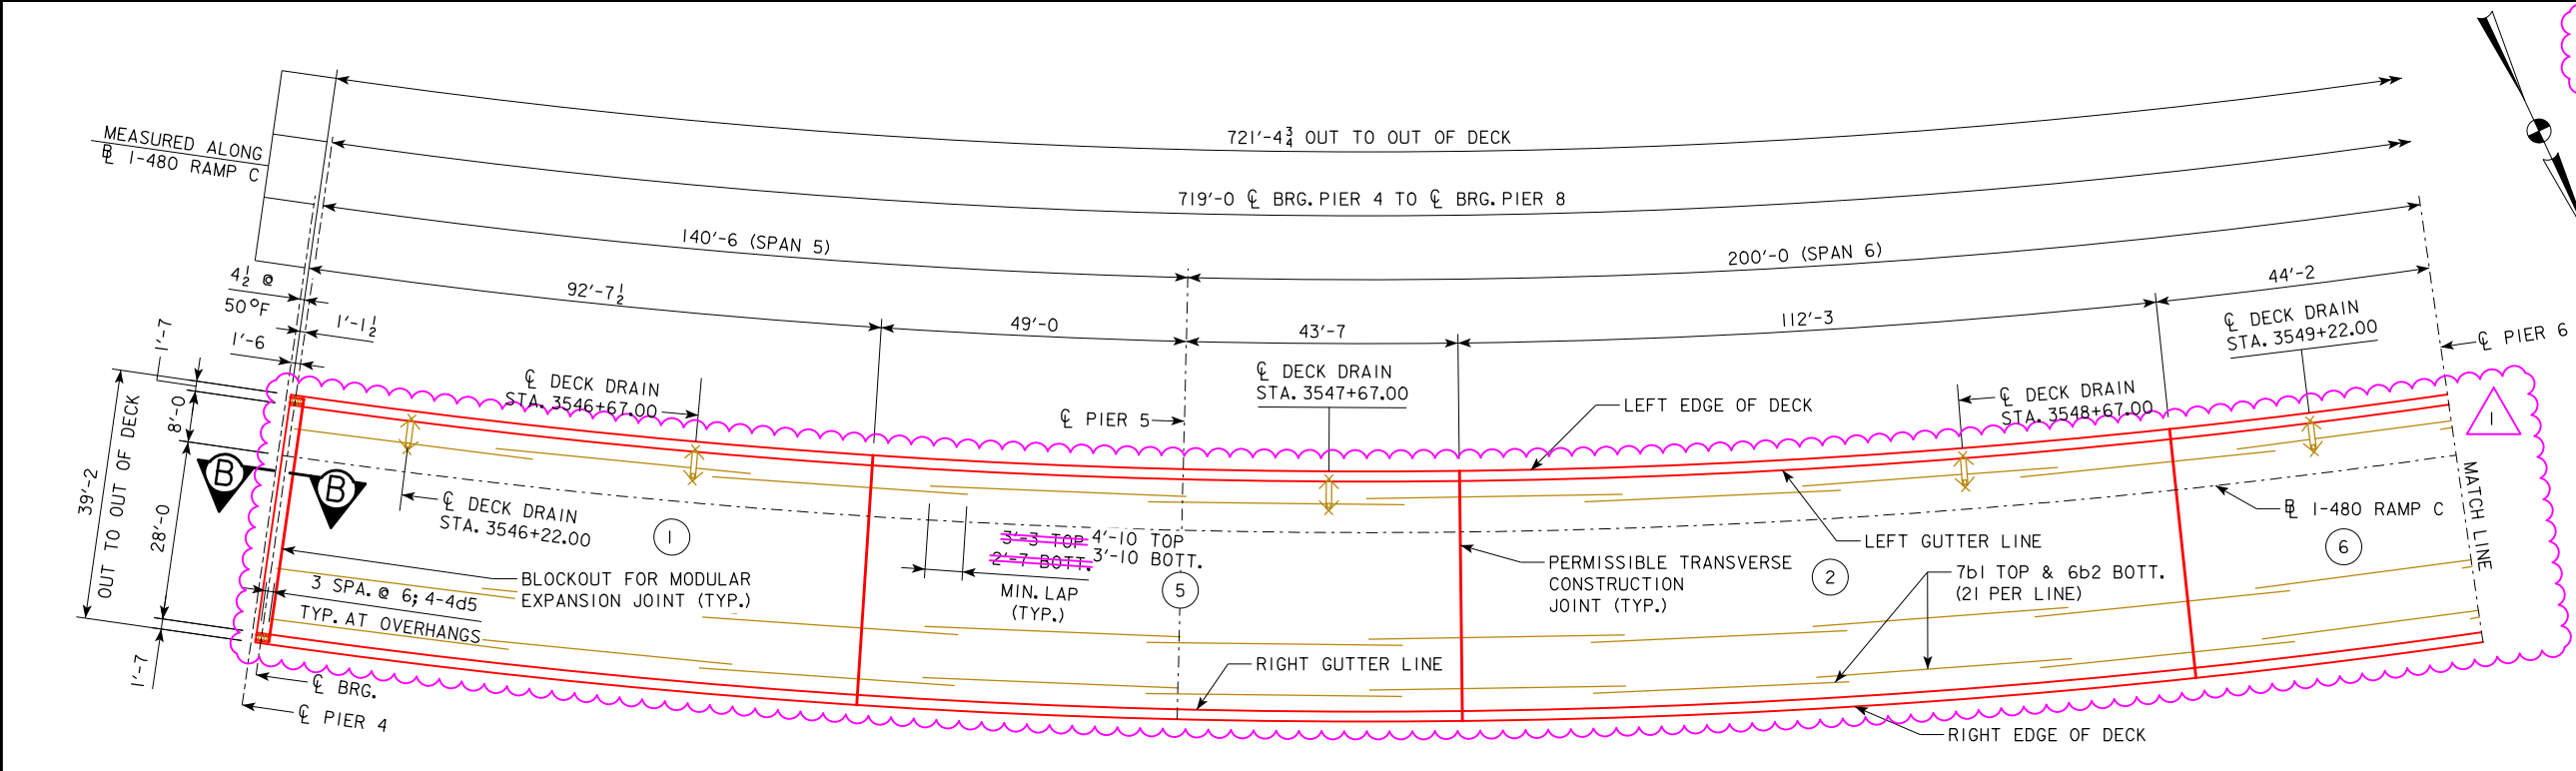 721'-4 3/4 OUT TO OUT OF DECK
MEASURED ALONG
℄ I-480 RAMP C
719'-0 ℄ BRG. PIER 4 TO ℄ BRG. PIER 8
140'-6 (SPAN 5)
200'-0 (SPAN 6)
4 1/2 @
50°F
92'-7 1/2
49'-0
43'-7
112'-3
44'-2
1'-7
1'-6
1'-1 1/2
℄ DECK DRAIN
STA. 3546+67.00
℄ DECK DRAIN
STA. 3547+67.00
℄ DECK DRAIN
STA. 3548+67.00
℄ DECK DRAIN
STA. 3549+22.00
℄ PIER 6
℄ PIER 5
LEFT EDGE OF DECK
1
39'-2
OUT TO OUT OF DECK
8'-0
28'-0
1'-7
B
B
℄ DECK DRAIN
STA. 3546+22.00
1
3'-3 TOP 4'-10 TOP
2'-7 BOTT. 3'-10 BOTT.
MIN. LAP
(TYP.)
5
PERMISSIBLE TRANSVERSE
CONSTRUCTION
JOINT (TYP.)
2
LEFT GUTTER LINE
7b1 TOP & 6b2 BOTT.
(21 PER LINE)
℄ I-480 RAMP C
6
MATCH LINE
BLOCKOUT FOR MODULAR
EXPANSION JOINT (TYP.)
3 SPA. @ 6; 4-4d5
TYP. AT OVERHANGS
RIGHT GUTTER LINE
℄ BRG.
℄ PIER 4
RIGHT EDGE OF DECK